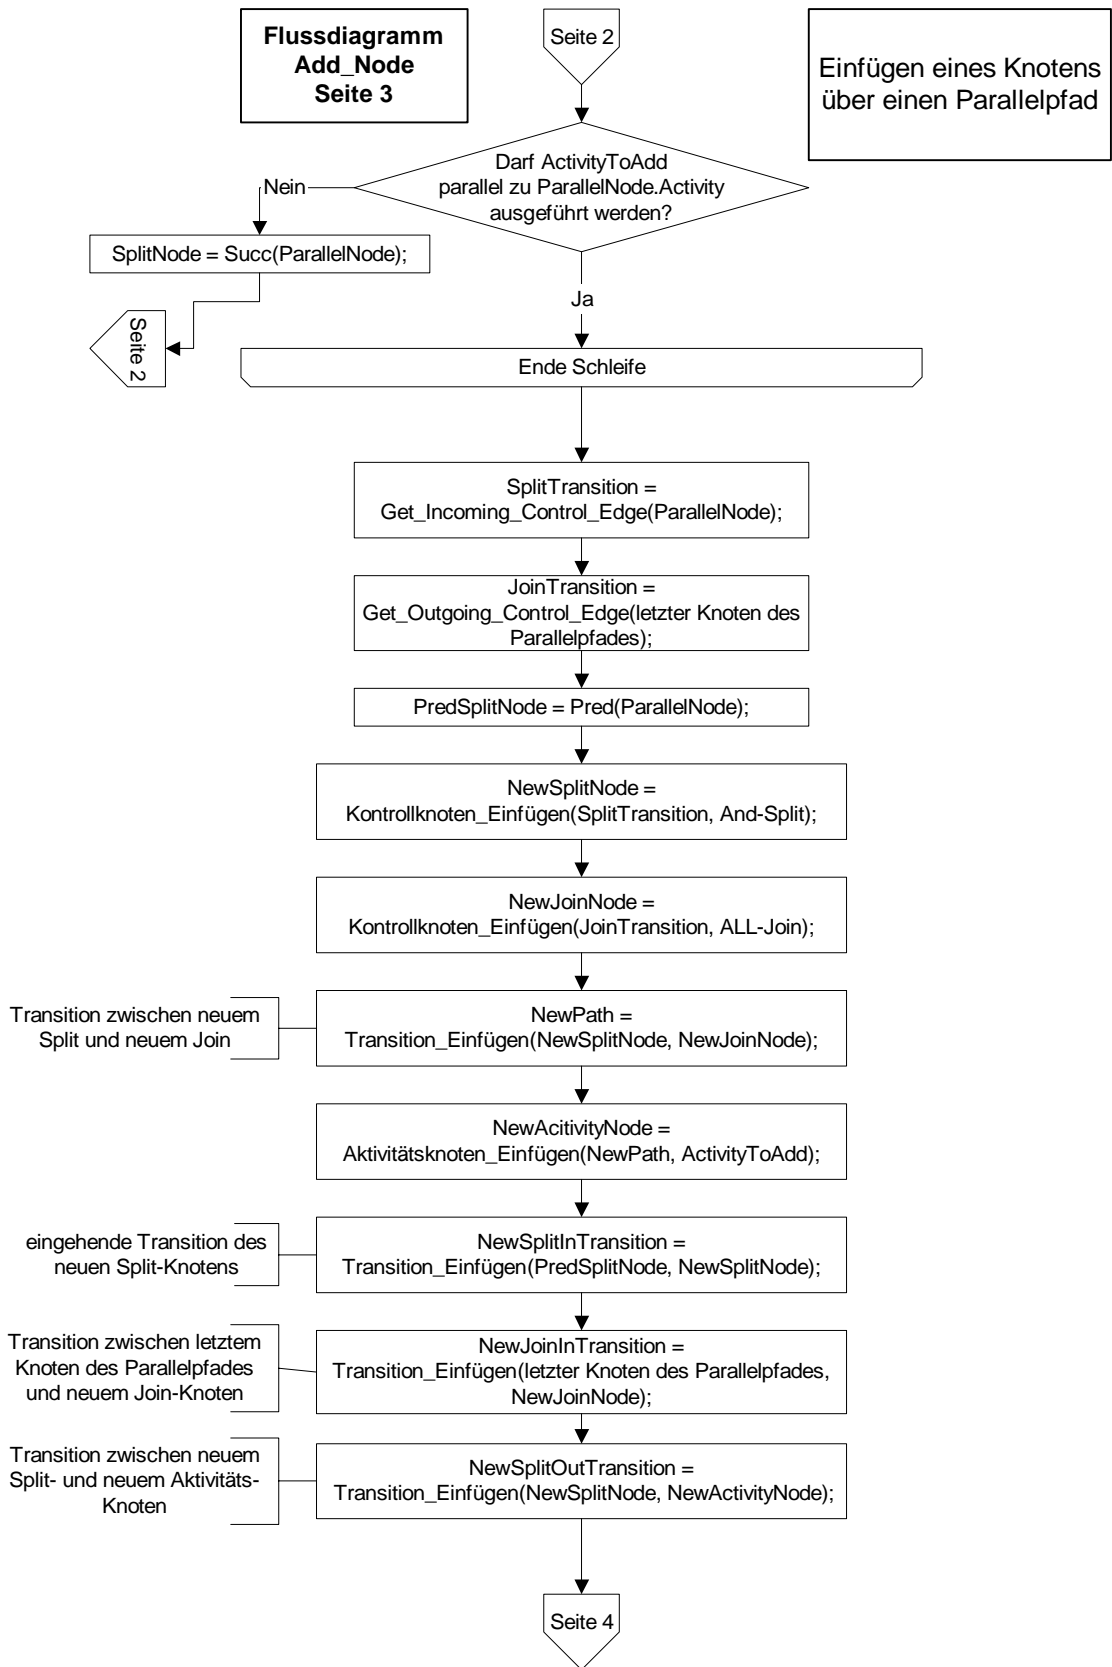 Flussdiagramm
Add_Node
Seite 3
Seite 2
Einfügen eines Knotens
über einen Parallelpfad
Darf ActivityToAdd
parallel zu ParallelNode.Activity
ausgeführt werden?
Nein
SplitNode = Succ(ParallelNode);
Ja
Seite 2
Ende Schleife
SplitTransition =
Get_Incoming_Control_Edge(ParallelNode);
JoinTransition =
Get_Outgoing_Control_Edge(letzter Knoten des
Parallelpfades);
PredSplitNode = Pred(ParallelNode);
NewSplitNode =
Kontrollknoten_Einfügen(SplitTransition, And-Split);
NewJoinNode =
Kontrollknoten_Einfügen(JoinTransition, ALL-Join);
Transition zwischen neuem
Split und neuem Join
NewPath =
Transition_Einfügen(NewSplitNode, NewJoinNode);
NewAcitivityNode =
Aktivitätsknoten_Einfügen(NewPath, ActivityToAdd);
eingehende Transition des
neuen Split-Knotens
NewSplitInTransition =
Transition_Einfügen(PredSplitNode, NewSplitNode);
Transition zwischen letztem
Knoten des Parallelpfades
und neuem Join-Knoten
NewJoinInTransition =
Transition_Einfügen(letzter Knoten des Parallelpfades,
NewJoinNode);
Transition zwischen neuem
Split- und neuem Aktivitäts-
Knoten
NewSplitOutTransition =
Transition_Einfügen(NewSplitNode, NewActivityNode);
Seite 4